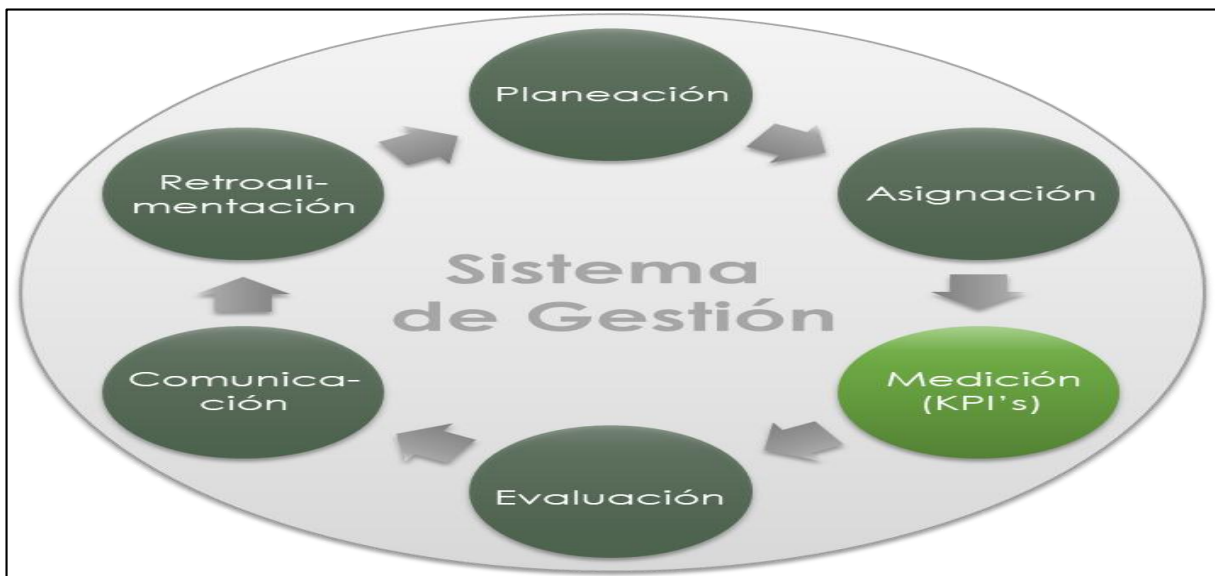 Planeación
Asignación
Medición
(KPI's)
Evaluación
Comunica-
ción
Retroali-
mentación
Sistema
de Gestión